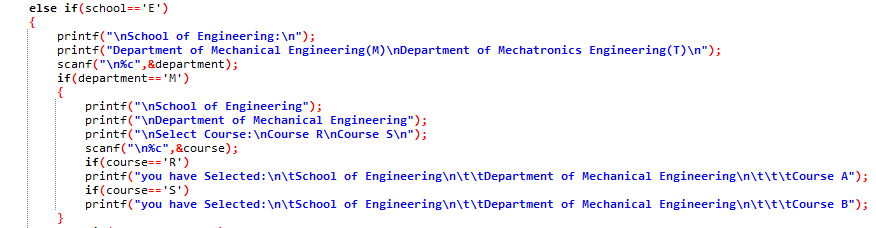 else if(school=='E')
{
printf("\nSchool of Engineering:\n");
printf("Department of Mechanical Engineering(M)\nDepartment of Mechatronics Engineering(T)\n");
scanf("\n%c",&department);
if(department=='M')
{
printf("\nSchool of Engineering");
printf("\nDepartment of Mechanical Engineering");
printf("\nSelect Course:\nCourse R\nCourse S\n");
scanf("\n%c",&course);
if(course=='R')
printf("you have Selected:\n\tSchool of Engineering\n\t\tDepartment of Mechanical Engineering\n\t\t\tCourse A");
if(course=='S')
printf("you have Selected:\n\tSchool of Engineering\n\t\tDepartment of Mechanical Engineering\n\t\t\tCourse B");
}